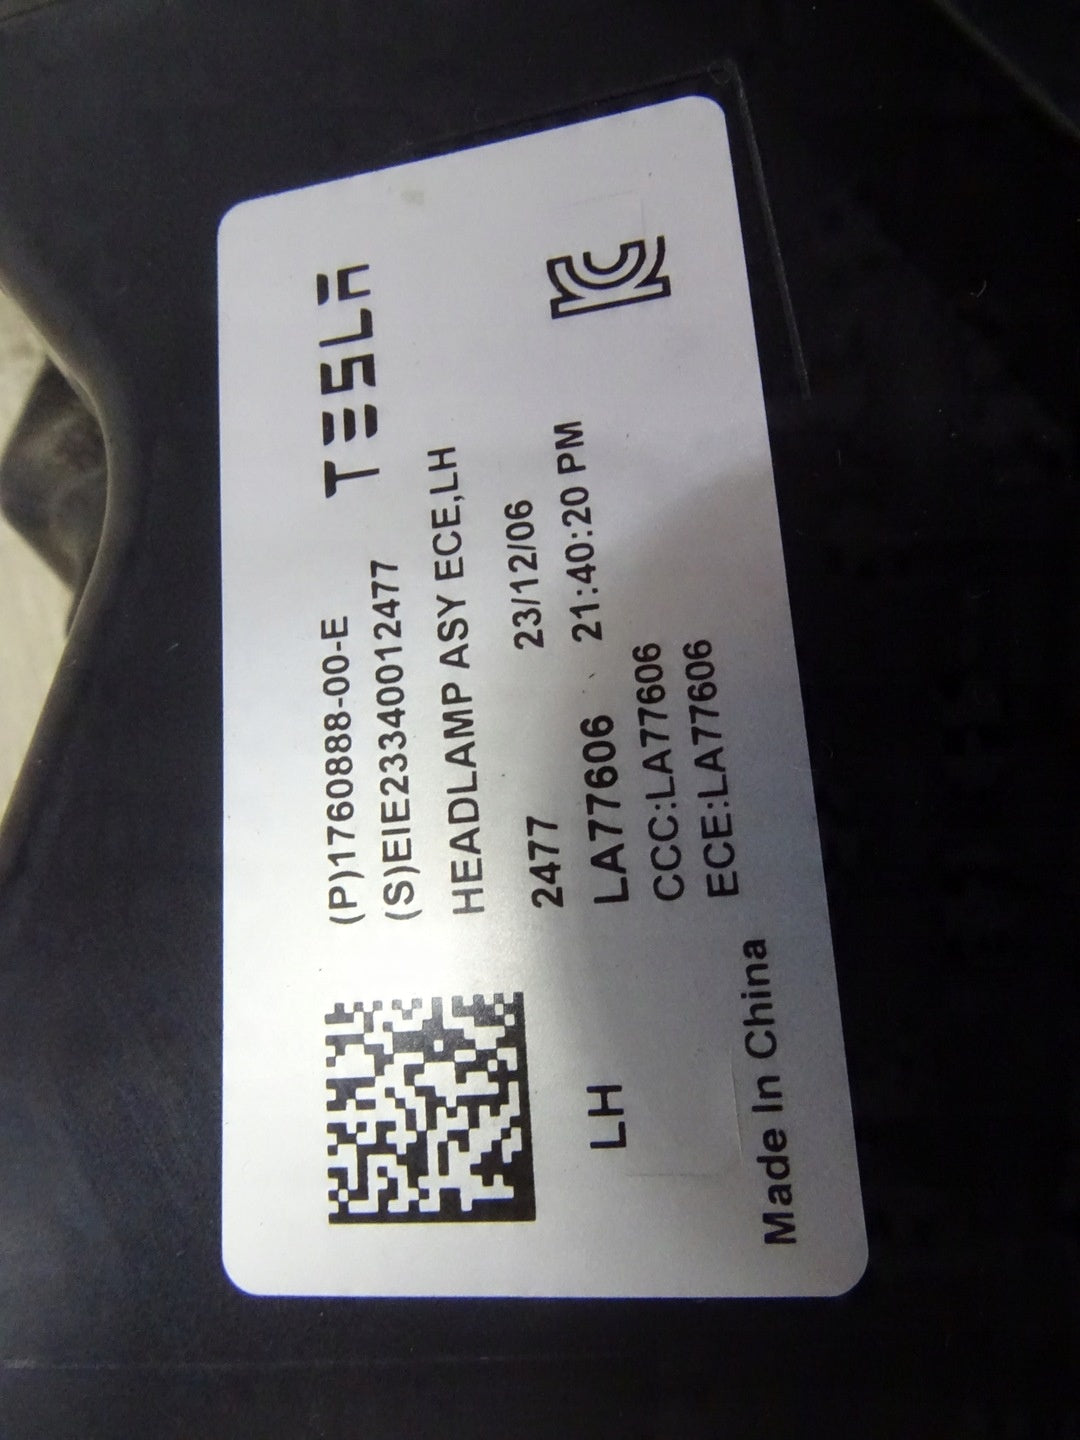 (P)1760888-00-E
TESLA
(S)EIE23340012477
HEADLAMP ASY ECE,LH
2477 23/12/06
LH LA77606 21:40:20 PM
CCC:LA77606
ECE:LA77606
Made In China